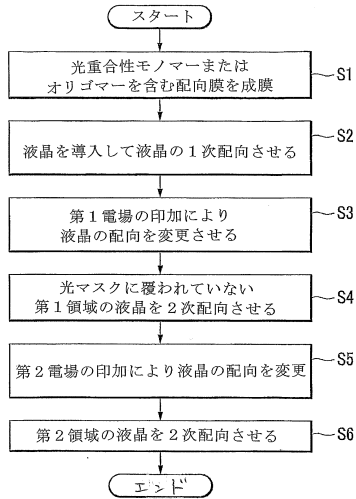 スタート
光重合性モノマーまたは
オリゴマーを含む配向膜を成膜
S1
液晶を導入して液晶の１次配向させる
S2
第１電場の印加により
液晶の配向を変更させる
S3
光マスクに覆われていない
第１領域の液晶を２次配向させる
S4
第２電場の印加により液晶の配向を変更
S5
第２領域の液晶を２次配向させる
S6
エンド